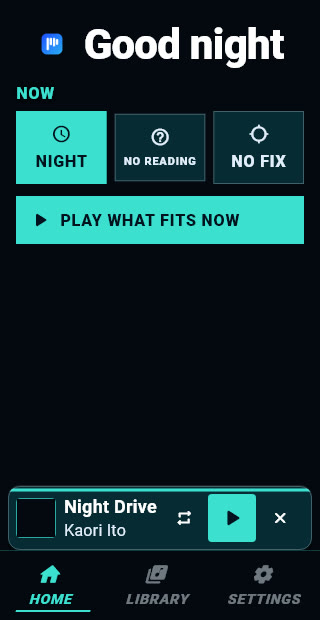 Good night
NOW
NIGHT
NO READING
NO FIX
PLAY WHAT FITS NOW
Night Drive
Kaori Ito
HOME
LIBRARY
SETTINGS